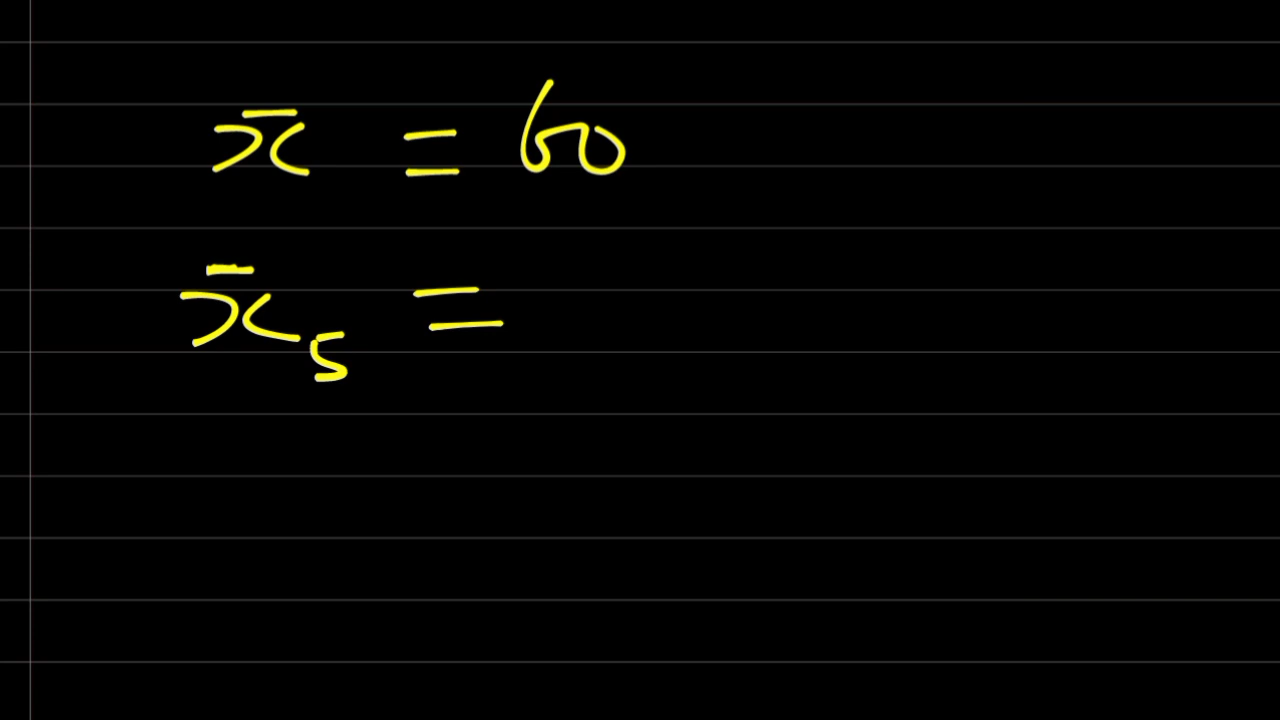 x̄ = 60
x̄₅ =